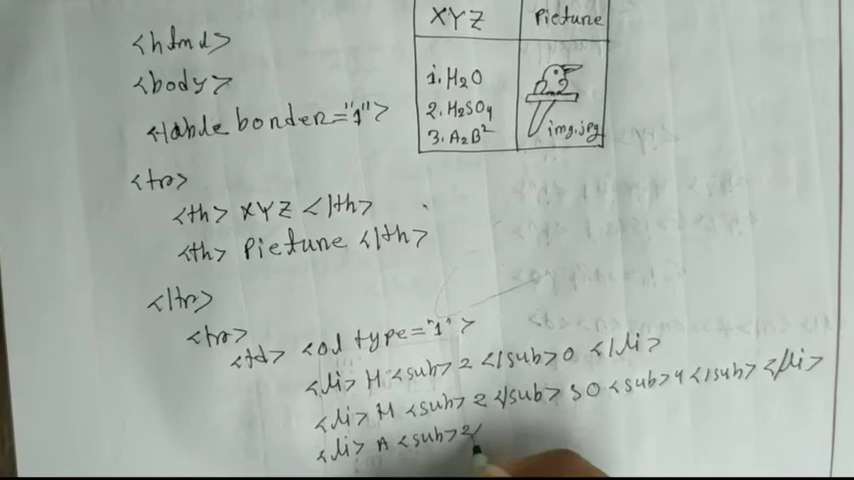 XYZ Picture
1. H₂O
2. H₂SO₄
3. A₂B²
img.jpg
<html>
<body>
<table border="1">
<tr>
<th> XYZ </th>
<th> Picture </th>
</tr>
<tr>
<td> <ol type="1">
<li> H <sub> 2 </sub> O </li>
<li> H <sub> 2 </sub> SO <sub> 4 </sub> </li>
<li> A <sub> 2